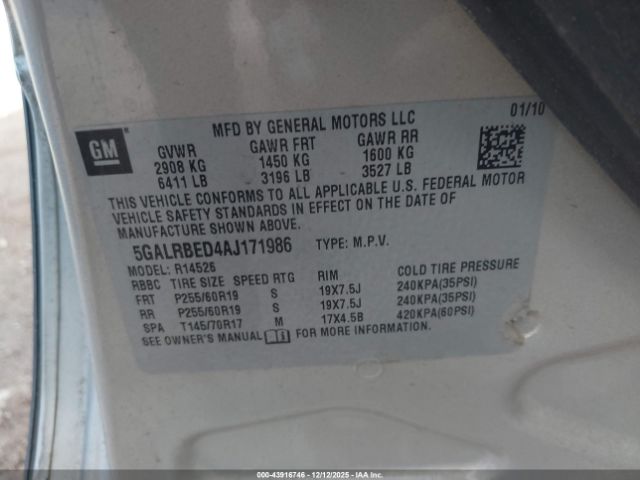 MFD BY GENERAL MOTORS LLC 01/10
GM
GVWR GAWR FRT GAWR RR
2908 KG 1450 KG 1600 KG
6411 LB 3196 LB 3527 LB
THIS VEHICLE CONFORMS TO ALL APPLICABLE U.S. FEDERAL MOTOR
VEHICLE SAFETY STANDARDS IN EFFECT ON THE DATE OF
MANUFACTURE SHOWN ABOVE.
5GALRBED4AJ171986 TYPE: M.P.V.
MODEL: R14526
RBBC TIRE SIZE SPEED RTG RIM COLD TIRE PRESSURE
FRT P255/60R19 S 19X7.5J 240KPA(35PSI)
RR P255/60R19 S 19X7.5J 240KPA(35PSI)
SPA T145/70R17 M 17X4.5B 420KPA(60PSI)
SEE OWNER'S MANUAL FOR MORE INFORMATION.
000-43916746 - 12/12/2025 - IAAI.COM